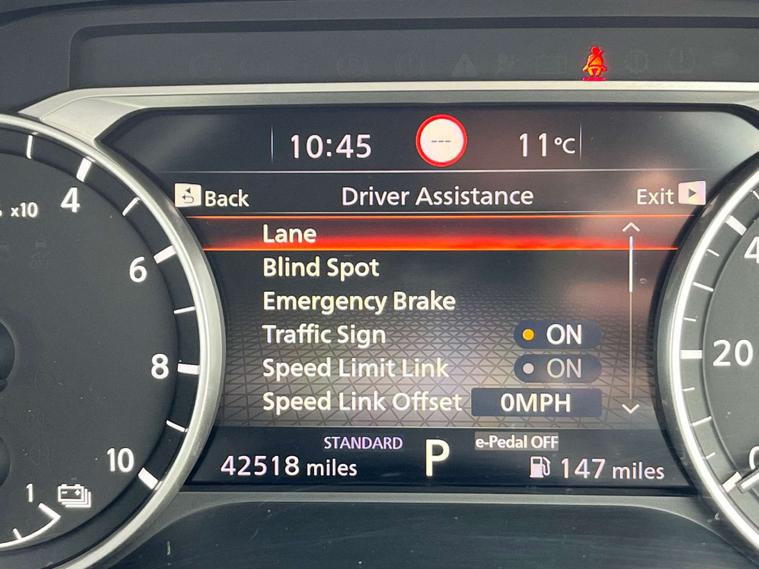 10:45 --- 11°C
Back Driver Assistance Exit
Lane
Blind Spot
Emergency Brake
Traffic Sign ON
Speed Limit Link ON
Speed Link Offset 0MPH
STANDARD P e-Pedal OFF
42518 miles 147 miles
x10
4
6
8
10
1
20